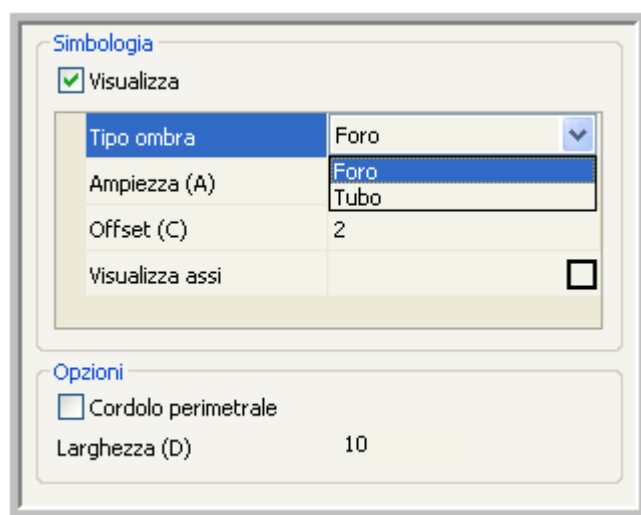 Simbologia
Visualizza
Tipo ombra Foro
Foro
Ampiezza (A)
Tubo
Offset (C) 2
Visualizza assi
Opzioni
Cordolo perimetrale
Larghezza (D) 10